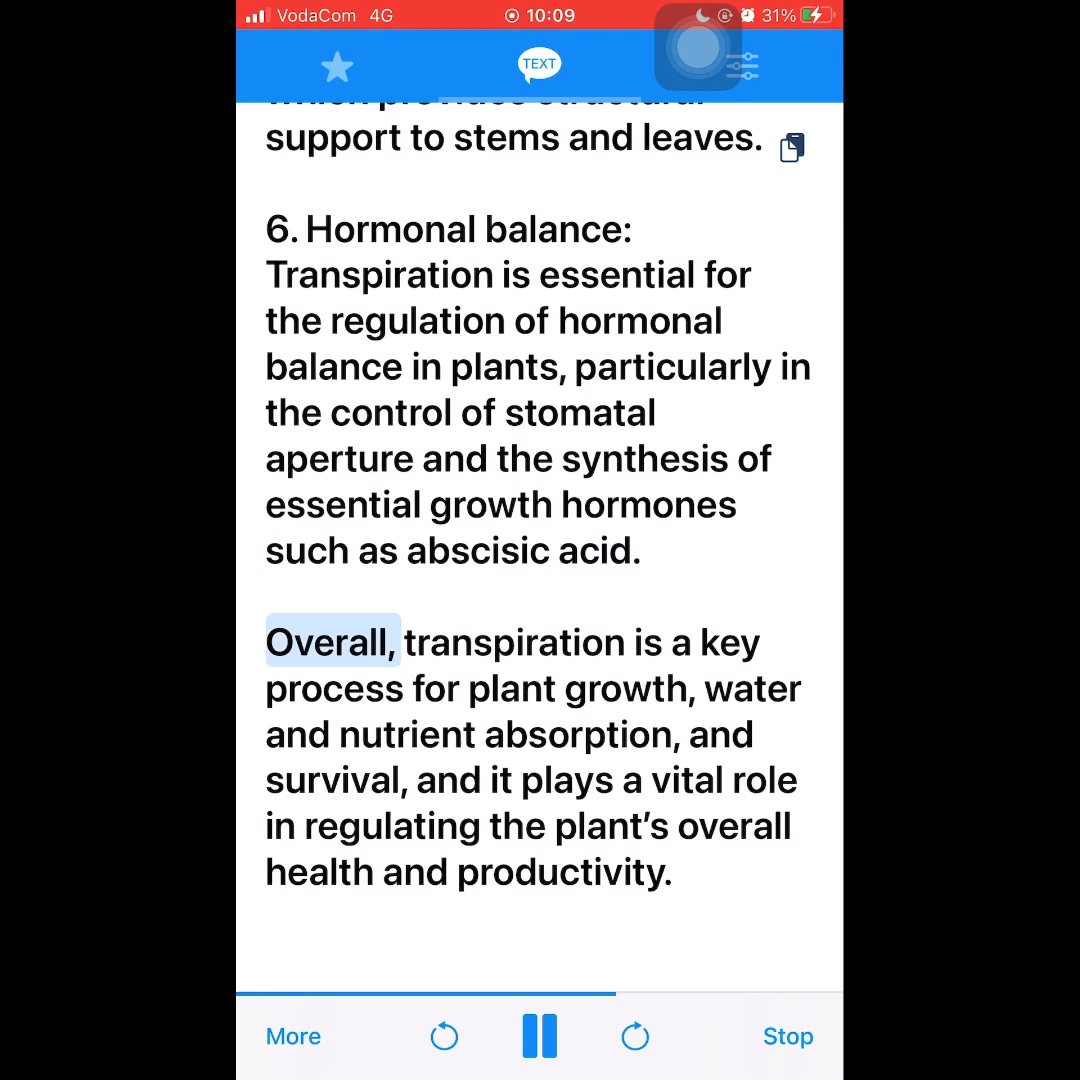 VodaCom 4G 10:09 31%
TEXT
support to stems and leaves.
6. Hormonal balance:
Transpiration is essential for
the regulation of hormonal
balance in plants, particularly in
the control of stomatal
aperture and the synthesis of
essential growth hormones
such as abscisic acid.
Overall, transpiration is a key
process for plant growth, water
and nutrient absorption, and
survival, and it plays a vital role
in regulating the plant’s overall
health and productivity.
More Stop